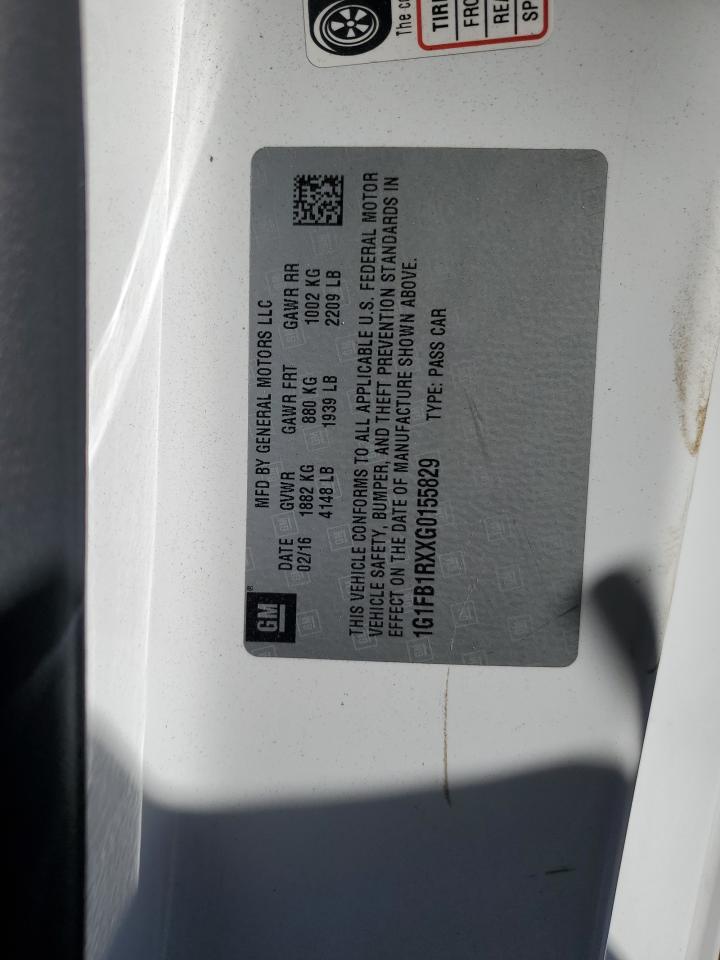 GM
®
MFD BY GENERAL MOTORS LLC
DATE GVWR GAWR FRT GAWR RR
02/16 1882 KG 880 KG 1002 KG
4148 LB 1939 LB 2209 LB
THIS VEHICLE CONFORMS TO ALL APPLICABLE U.S. FEDERAL MOTOR
VEHICLE SAFETY, BUMPER, AND THEFT PREVENTION STANDARDS IN
EFFECT ON THE DATE OF MANUFACTURE SHOWN ABOVE.
1G1FB1RXXG0155829 TYPE: PASS CAR
The